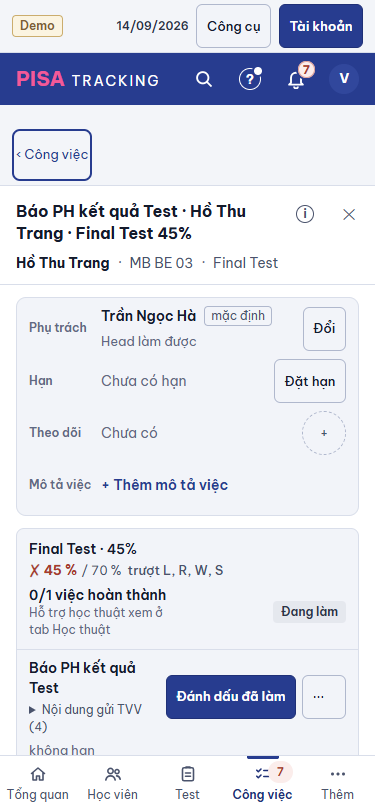 Demo
14/09/2026
Công cụ
Tài khoản
PISA TRACKING
?
7
V
‹ Công việc
Báo PH kết quả Test · Hồ Thu
Trang · Final Test 45%
Hồ Thu Trang · MB BE 03 · Final Test
Phụ trách
Trần Ngọc Hà
mặc định
Head làm được
Đổi
Hạn
Chưa có hạn
Đặt hạn
Theo dõi
Chưa có
+
Mô tả việc
+ Thêm mô tả việc
Final Test · 45%
✗ 45 % / 70 % trượt L, R, W, S
0/1 việc hoàn thành
Hỗ trợ học thuật xem ở
tab Học thuật
Đang làm
Báo PH kết quả
Test
▶ Nội dung gửi TVV
(4)
không hạn
Đánh dấu đã làm
...
Tổng quan
Học viên
Test
7
Công việc
Thêm